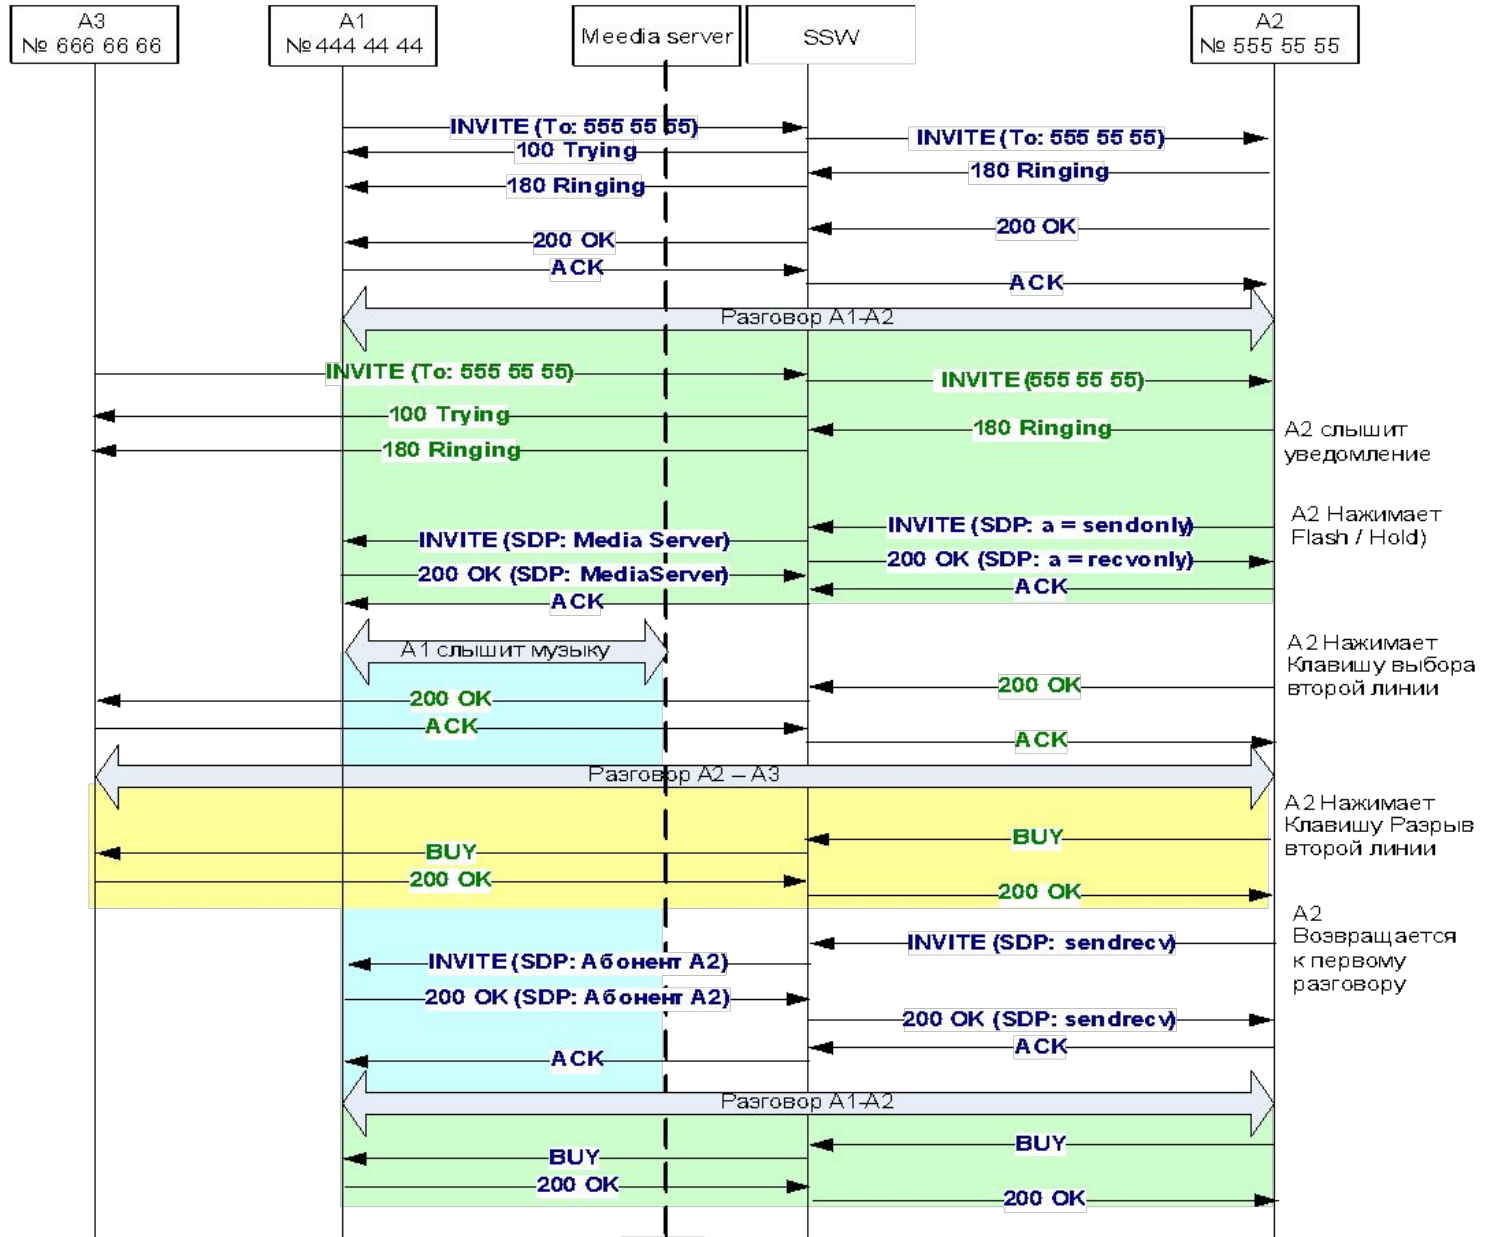 А3
№ 666 66 66
А1
№ 444 44 44
Meedia server
SSW
А2
№ 555 55 55
INVITE (To: 555 55 55)
INVITE (To: 555 55 55)
100 Trying
180 Ringing
180 Ringing
200 OK
200 OK
ACK
ACK
Разговор А1-А2
INVITE (To: 555 55 55)
INVITE (555 55 55)
100 Trying
180 Ringing
180 Ringing
А2 слышит
уведомление
INVITE (SDP: a = sendonly)
А2 Нажимает
Flash / Hold)
INVITE (SDP: Media Server)
200 OK (SDP: a = recvonly)
200 OK (SDP: MediaServer)
ACK
ACK
А1 слышит музыку
А2 Нажимает
Клавишу выбора
второй линии
200 OK
200 OK
ACK
ACK
Разговор А2 – А3
А2 Нажимает
Клавишу Разрыв
второй линии
BUY
BUY
200 OK
200 OK
А2
Возвращается
к первому
разговору
INVITE (SDP: sendrecv)
INVITE (SDP: Абонент А2)
200 OK (SDP: Абонент А2)
200 OK (SDP: sendrecv)
ACK
ACK
Разговор А1-А2
BUY
BUY
200 OK
200 OK